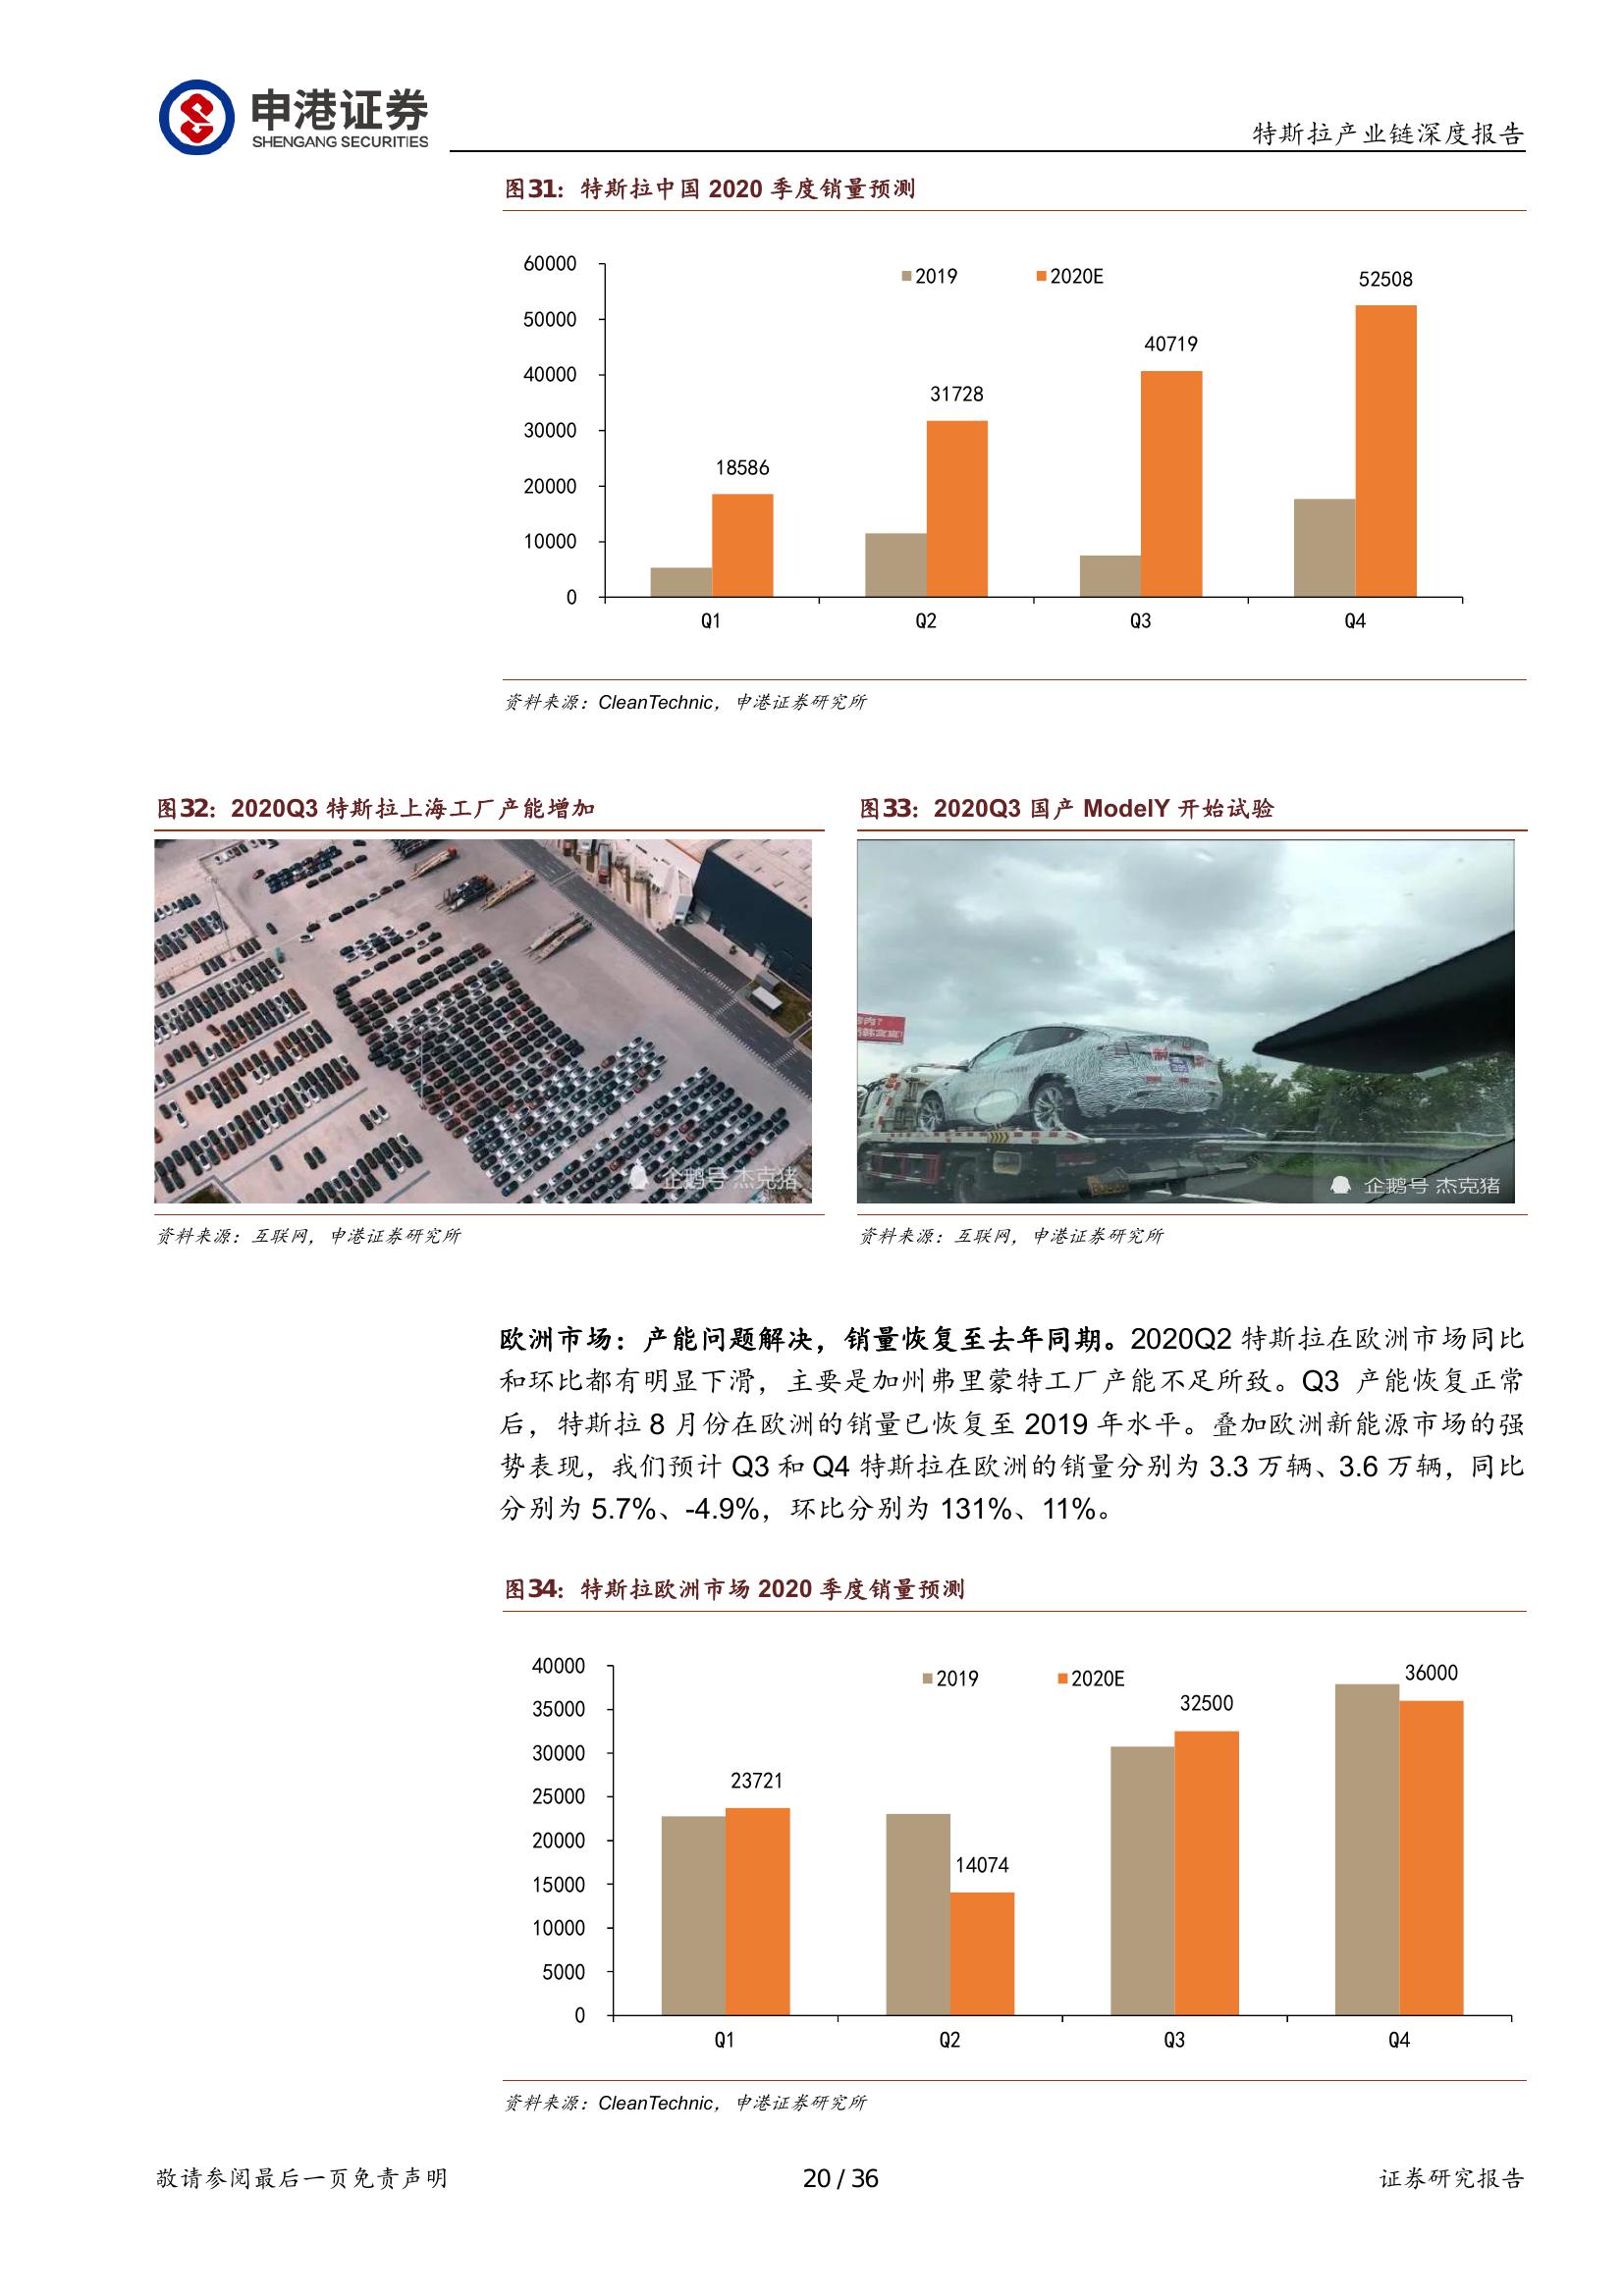 申港证券
SHENGANG SECURITIES
特斯拉产业链深度报告
图31：特斯拉中国 2020 季度销量预测
60000
50000
40000
30000
20000
10000
0
2019
2020E
18586
31728
40719
52508
Q1
Q2
Q3
Q4
资料来源：CleanTechnic，申港证券研究所
图32：2020Q3 特斯拉上海工厂产能增加
图33：2020Q3 国产 ModelY 开始试验
企鹅号 杰克猪
企鹅号 杰克猪
资料来源：互联网，申港证券研究所
资料来源：互联网，申港证券研究所
欧洲市场：产能问题解决，销量恢复至去年同期。2020Q2 特斯拉在欧洲市场同比
和环比都有明显下滑，主要是加州弗里蒙特工厂产能不足所致。Q3 产能恢复正常
后，特斯拉 8 月份在欧洲的销量已恢复至 2019 年水平。叠加欧洲新能源市场的强
势表现，我们预计 Q3 和 Q4 特斯拉在欧洲的销量分别为 3.3 万辆、3.6 万辆，同比
分别为 5.7%、-4.9%，环比分别为 131%、11%。
图34：特斯拉欧洲市场 2020 季度销量预测
40000
35000
30000
25000
20000
15000
10000
5000
0
2019
2020E
23721
14074
32500
36000
Q1
Q2
Q3
Q4
资料来源：CleanTechnic，申港证券研究所
敬请参阅最后一页免责声明
20 / 36
证券研究报告